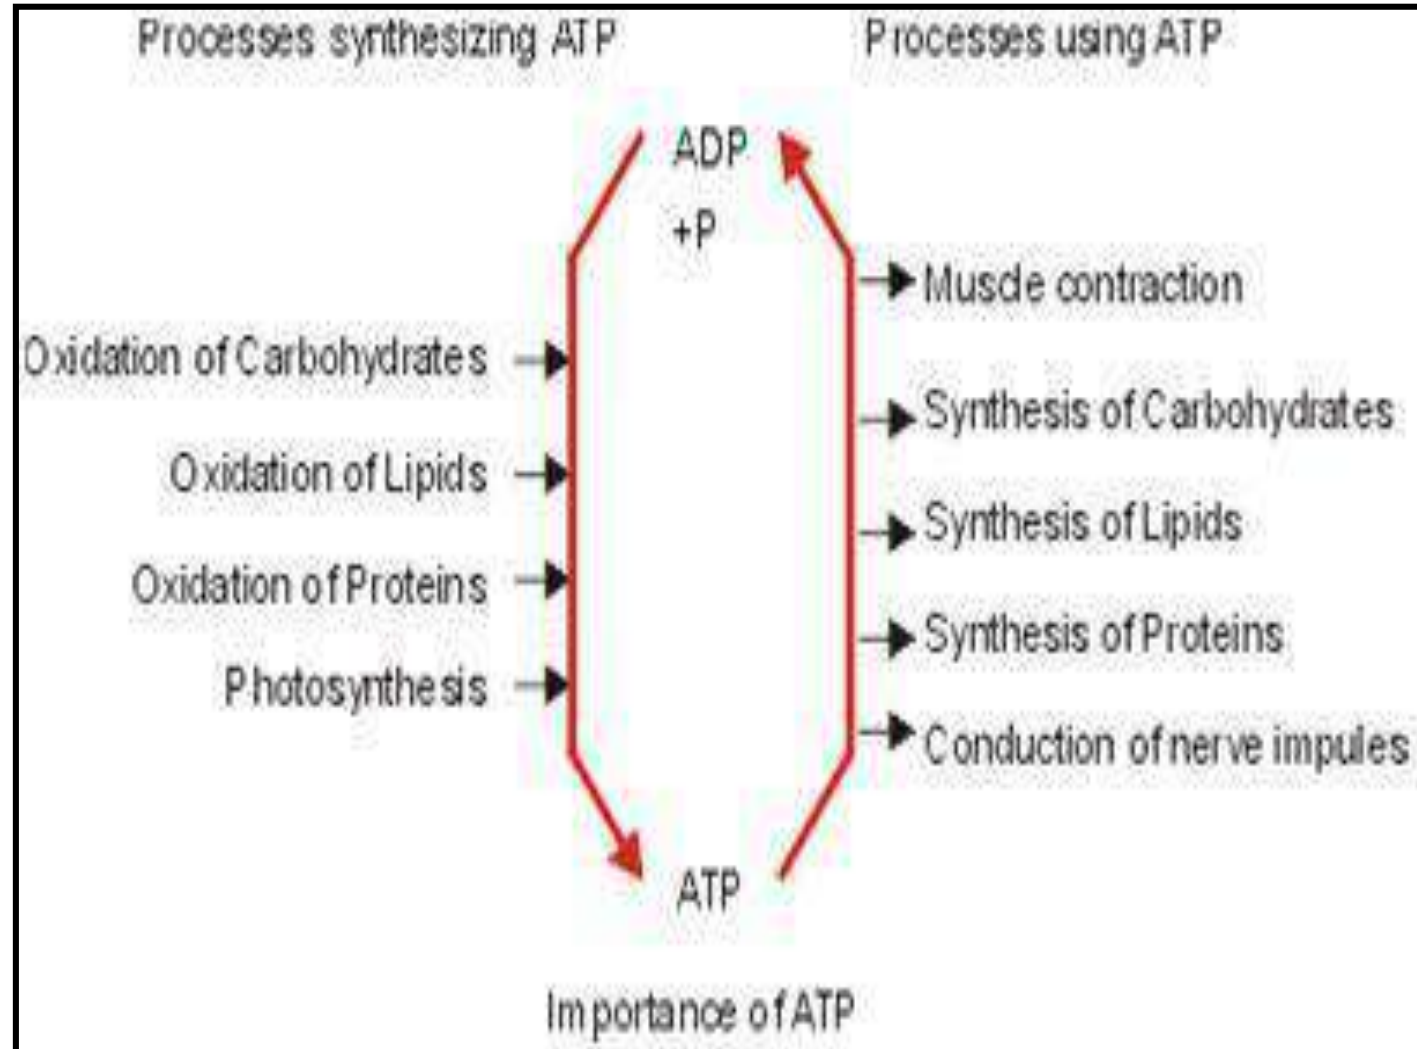 Processes synthesizing ATP
Processes using ATP
ADP
+P
Oxidation of Carbohydrates
Oxidation of Lipids
Oxidation of Proteins
Photosynthesis
Muscle contraction
Synthesis of Carbohydrates
Synthesis of Lipids
Synthesis of Proteins
Conduction of nerve impules
ATP
Importance of ATP